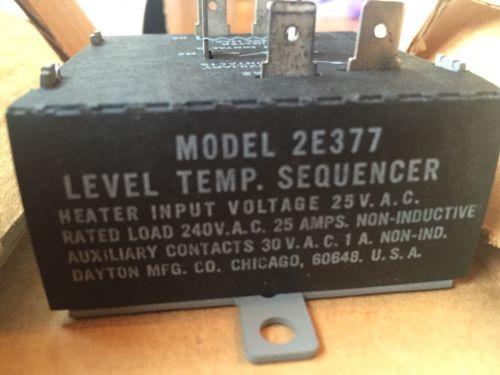 MODEL 2E377
LEVEL TEMP. SEQUENCER
HEATER INPUT VOLTAGE 25 V. A.C.
RATED LOAD 240V.A.C. 25 AMPS. NON-INDUCTIVE
AUXILIARY CONTACTS 30 V.A.C. 1 A. NON-IND.
DAYTON MFG. CO. CHICAGO, 60648. U.S.A.